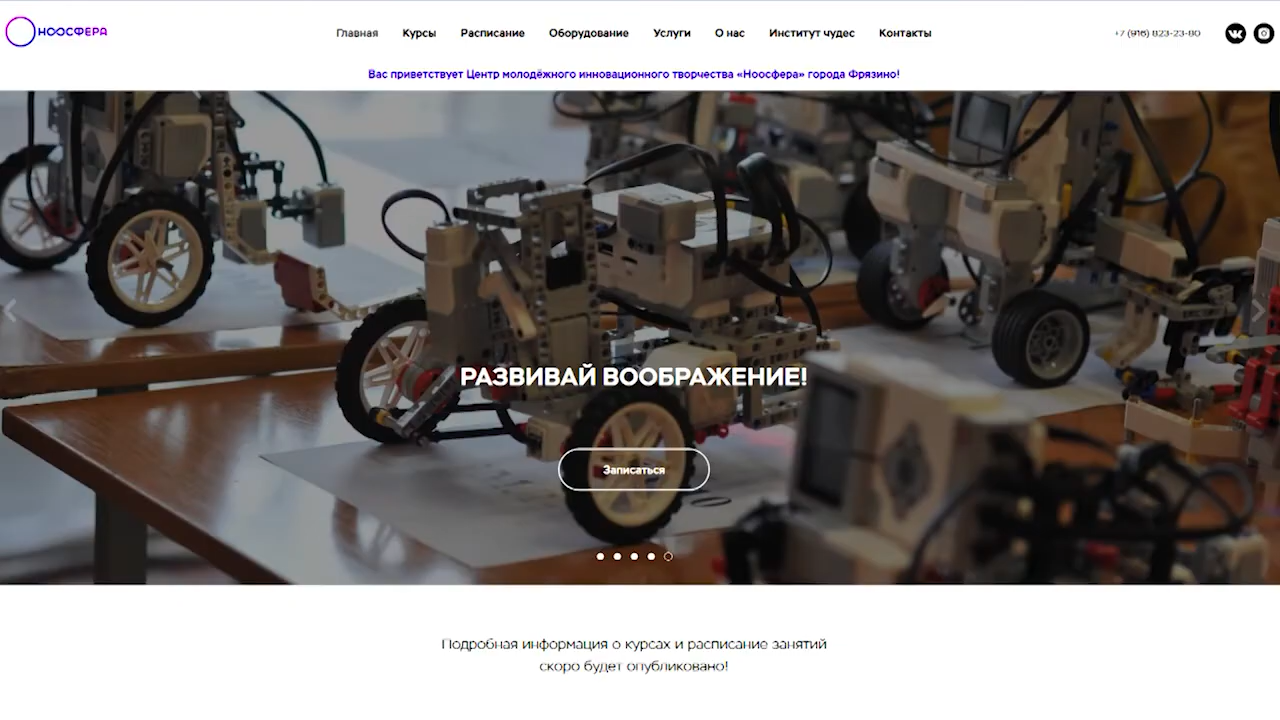 НООСФЕРА
Главная Курсы Расписание Оборудование Услуги О нас Институт чудес Контакты
+7 (916) 823-23-80
Вас приветствует Центр молодёжного инновационного творчества «Ноосфера» города Фрязино!
РАЗВИВАЙ ВООБРАЖЕНИЕ!
Записаться
Подробная информация о курсах и расписание занятий
скоро будет опубликовано!